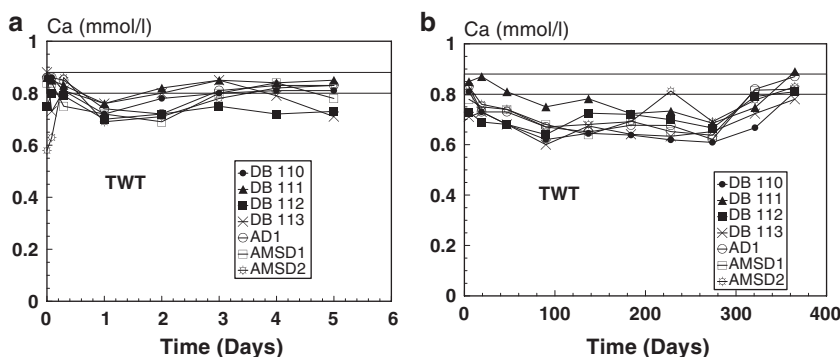 a
Ca (mmol/l)
1
0.8
0.6
0.4
0.2
0
TWT
DB 110
DB 111
DB 112
DB 113
AD1
AMSD1
AMSD2
0 1 2 3 4 5 6
Time (Days)
b
Ca (mmol/l)
1
0.8
0.6
0.4
0.2
0
TWT
DB 110
DB 111
DB 112
DB 113
AD1
AMSD1
AMSD2
0 100 200 300 400
Time (Days)